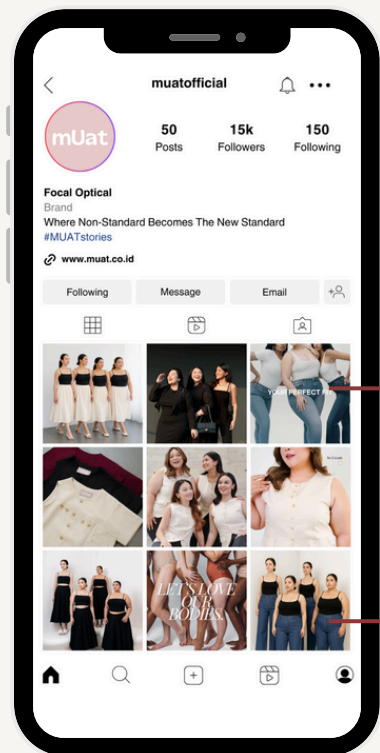 muatofficial
mUat
50
15k
150
Posts
Followers
Following
Focal Optical
Brand
Where Non-Standard Becomes The New Standard
#MUATstories
www.muat.co.id
Following
Message
Email
YOUR PERFECT FIT
LET'S LOVE
OUR
BODIES.